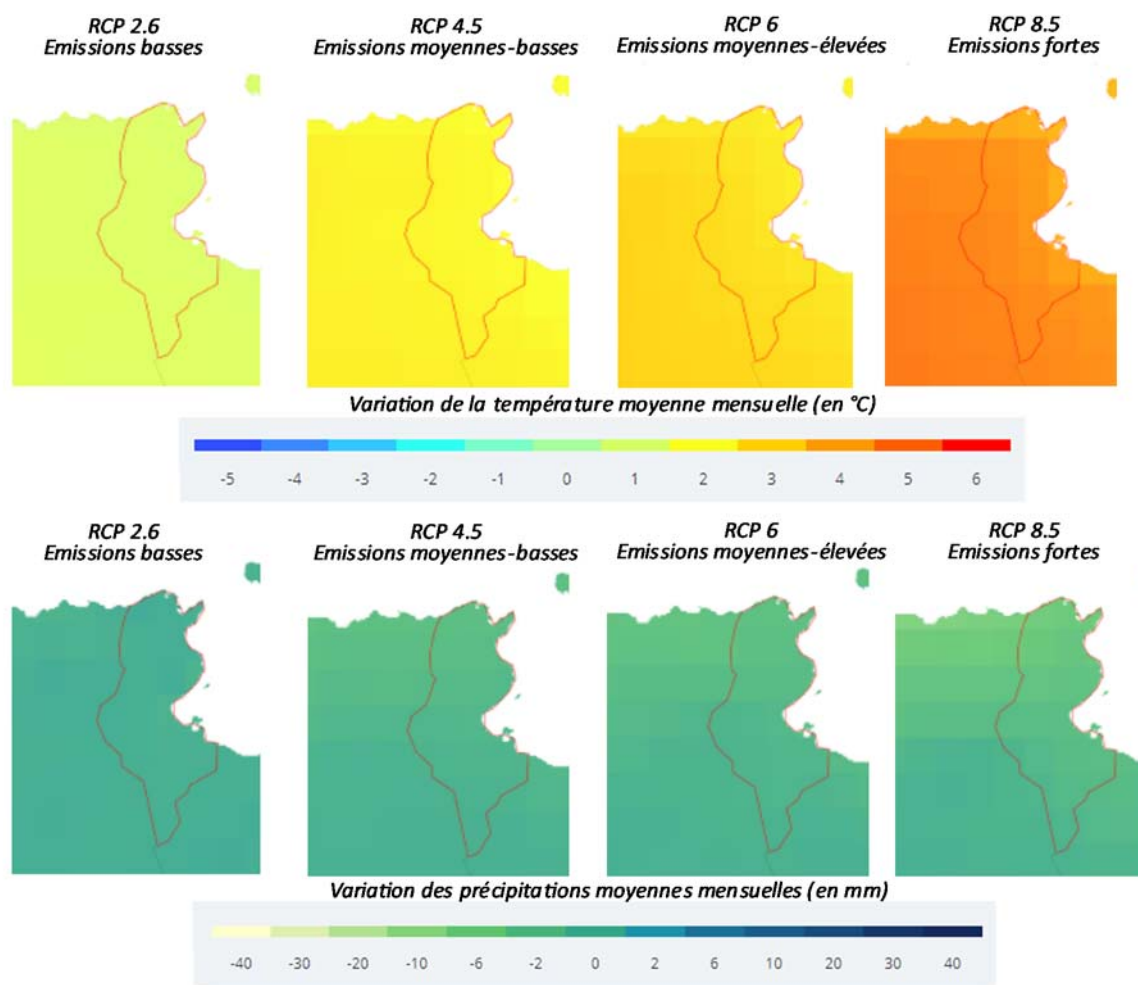 RCP 2.6
Emissions basses
RCP 4.5
Emissions moyennes-basses
RCP 6
Emissions moyennes-élevées
RCP 8.5
Emissions fortes
Variation de la température moyenne mensuelle (en °C)
-5 -4 -3 -2 -1 0 1 2 3 4 5 6
RCP 2.6
Emissions basses
RCP 4.5
Emissions moyennes-basses
RCP 6
Emissions moyennes-élevées
RCP 8.5
Emissions fortes
Variation des précipitations moyennes mensuelles (en mm)
-40 -30 -20 -10 -6 -2 0 2 6 10 20 30 40